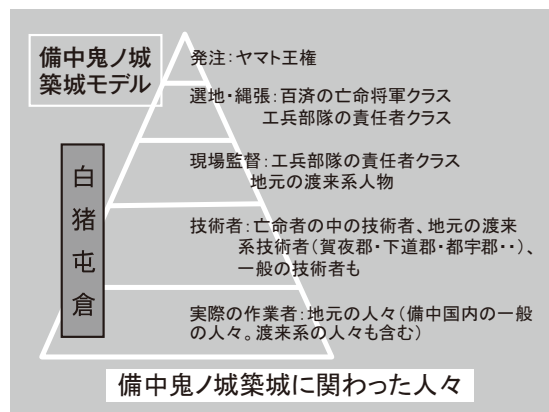 備中鬼ノ城
築城モデル
発注：ヤマト王権
選地・縄張：百済の亡命将軍クラス
工兵部隊の責任者クラス
現場監督：工兵部隊の責任者クラス
地元の渡来系人物
技術者：亡命者の中の技術者、地元の渡来
系技術者（賀夜郡・下道郡・都宇郡・・）、
一般の技術者も
実際の作業者：地元の人々（備中国内の一般
の人々。渡来系の人々も含む）
白猪屯倉
備中鬼ノ城築城に関わった人々